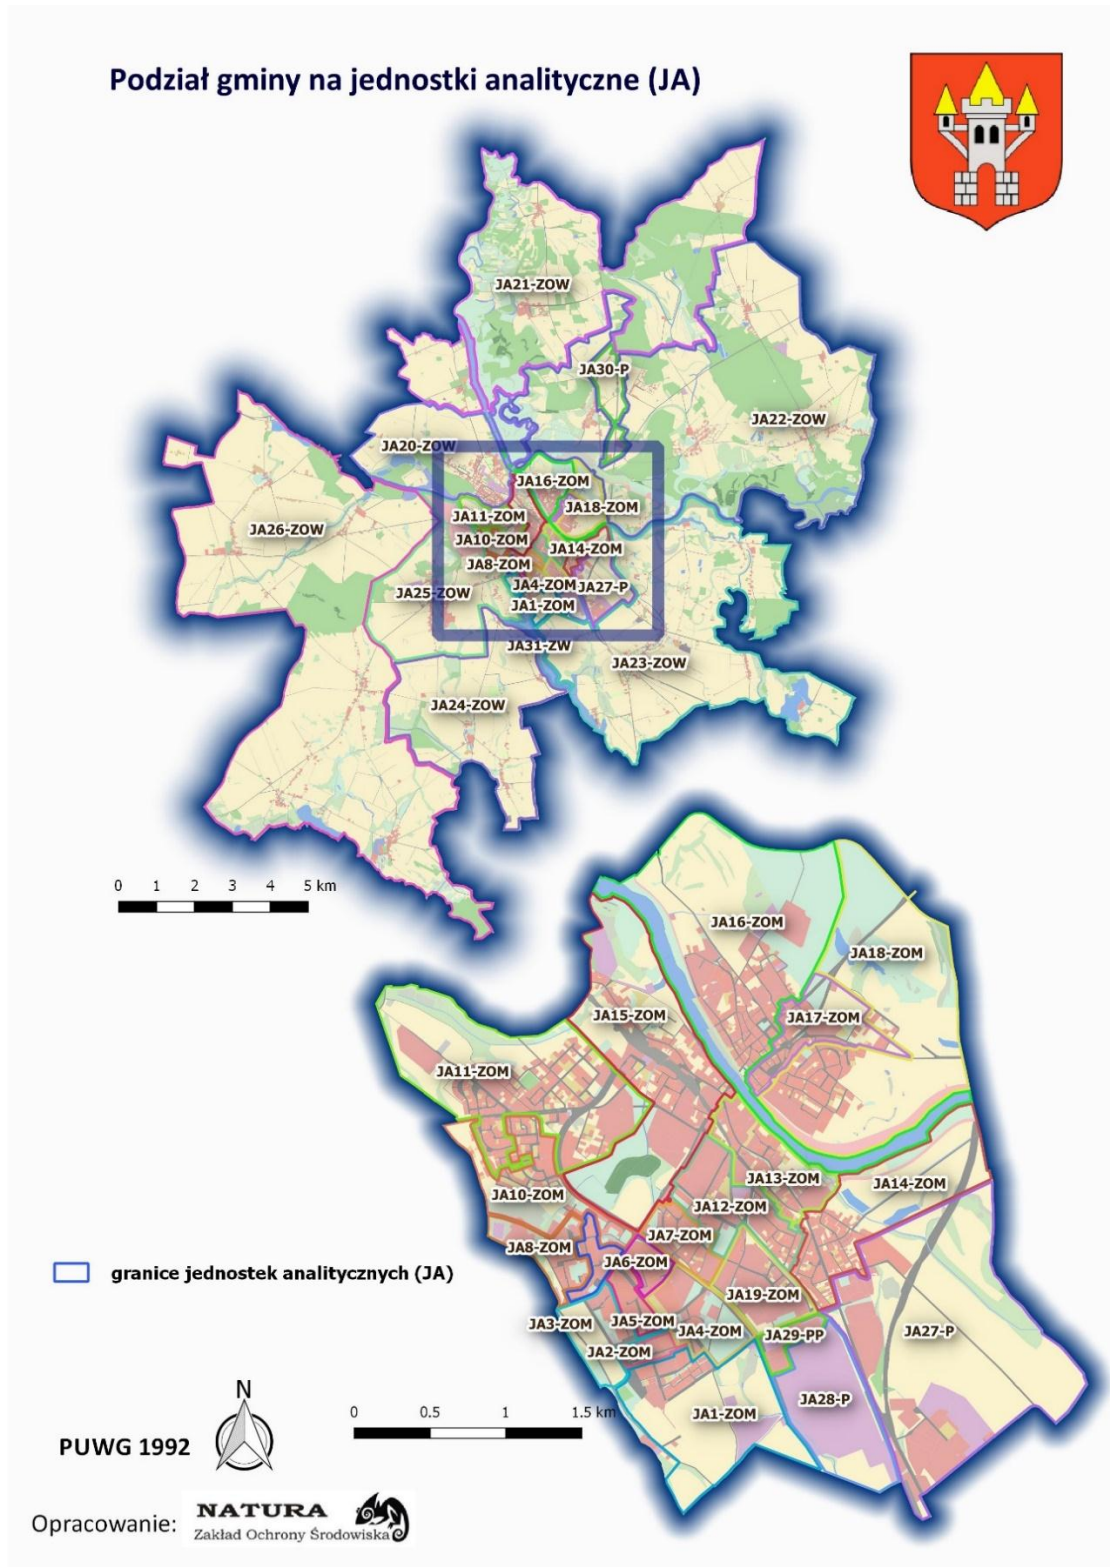 Podział gminy na jednostki analityczne (JA)
JA21-ZOW
JA30-P
JA22-ZOW
JA20-ZOW
JA16-ZOM
JA18-ZOM
JA11-ZOM
JA26-ZOW
JA10-ZOM
JA14-ZOM
JA8-ZOM
JA4-ZOM
JA27-P
JA25-ZOW
JA1-ZOM
JA31-ZW
JA23-ZOW
JA24-ZOW
0 1 2 3 4 5 km
JA16-ZOM
JA18-ZOM
JA15-ZOM
JA17-ZOM
JA11-ZOM
JA13-ZOM
JA14-ZOM
JA10-ZOM
JA12-ZOM
JA7-ZOM
JA8-ZOM
JA6-ZOM
JA19-ZOM
JA3-ZOM
JA5-ZOM
JA4-ZOM
JA29-PP
JA27-P
JA2-ZOM
JA28-P
JA1-ZOM
granice jednostek analitycznych (JA)
N
0 0.5 1 1.5 km
PUWG 1992
Opracowanie:
NATURA
Zakład Ochrony Środowiska